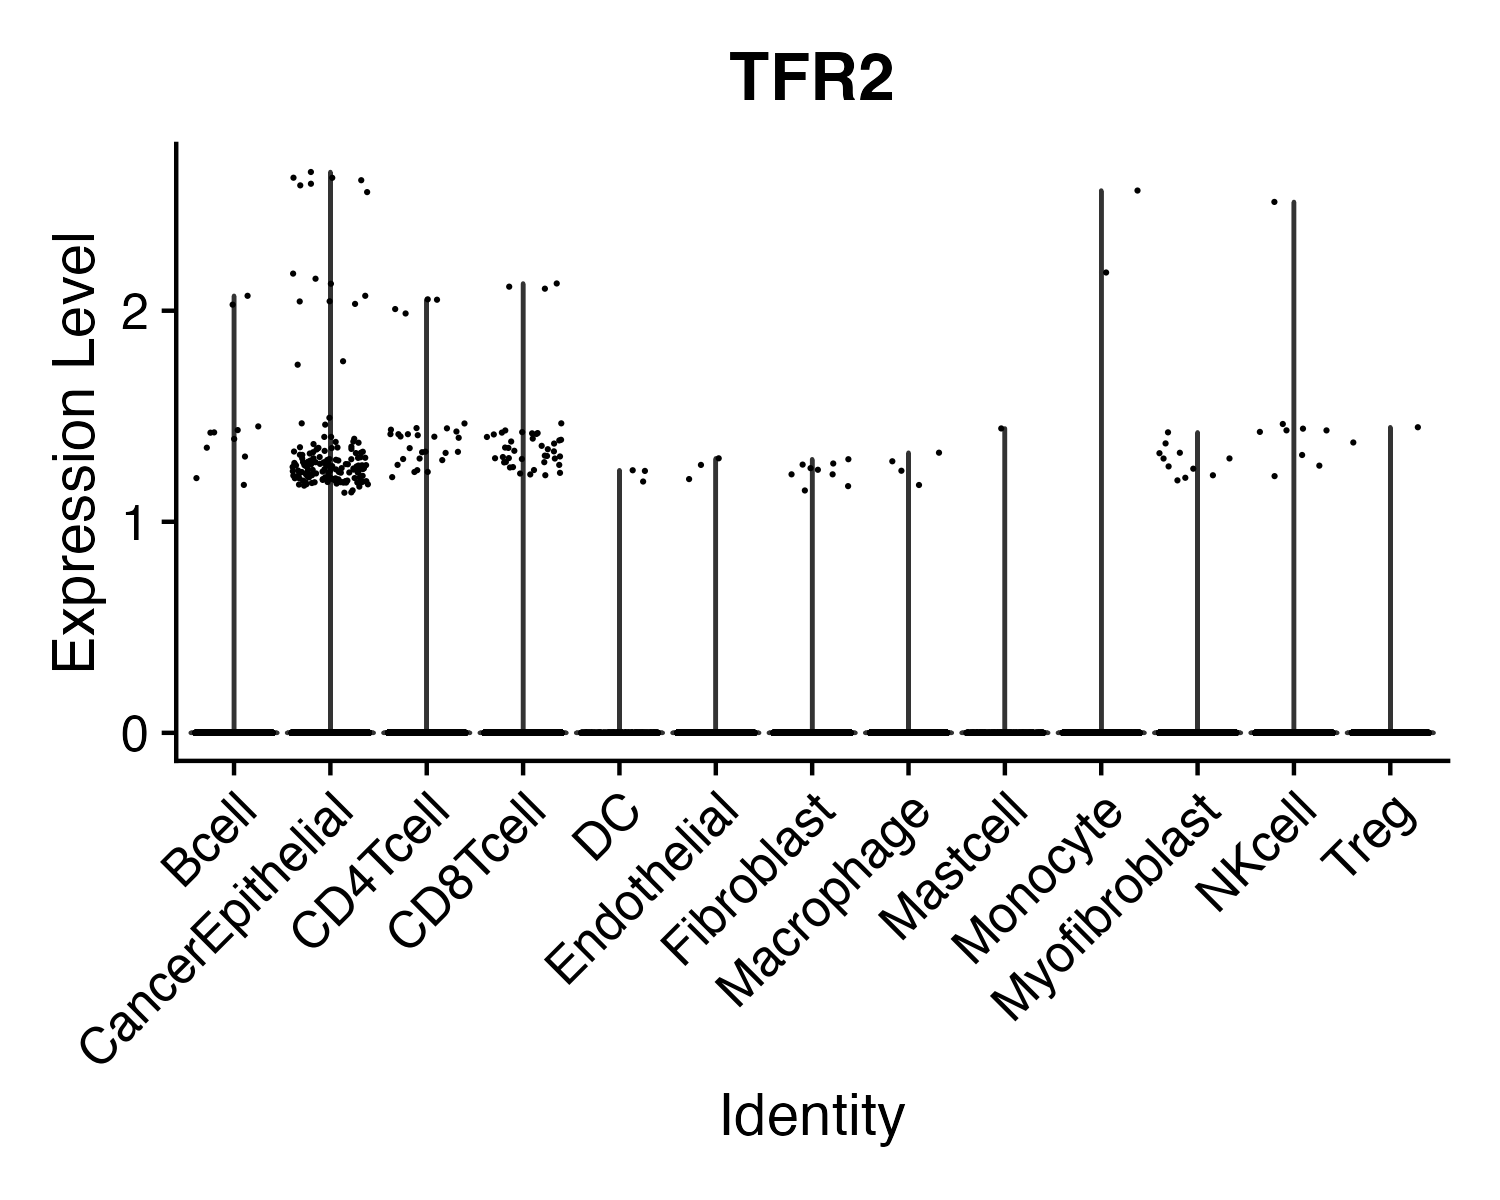 TFR2
Expression Level
2
1
0
Bcell
CancerEpithelial
CD4Tcell
CD8Tcell
DC
Endothelial
Fibroblast
Macrophage
Mastcell
Monocyte
Myofibroblast
NKcell
Treg
Identity